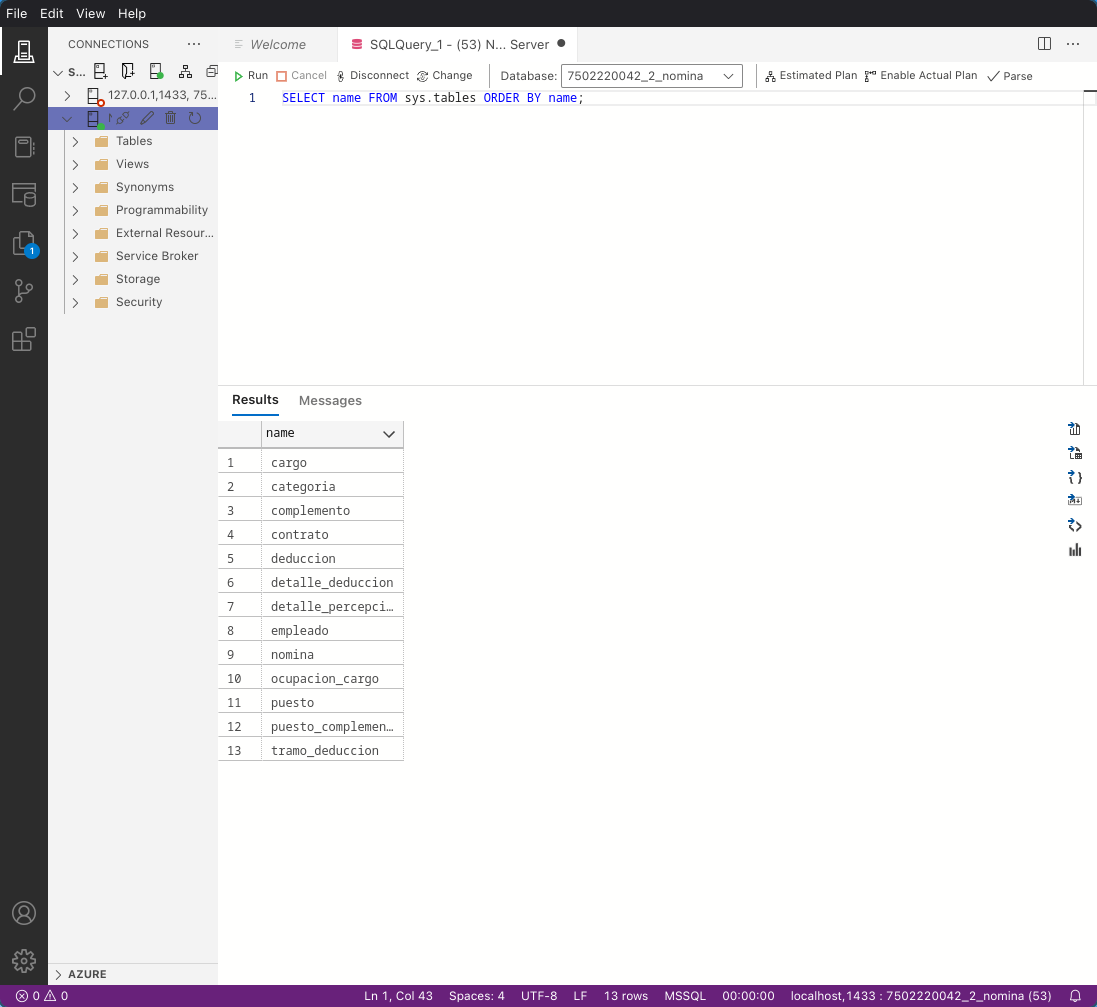 File Edit View Help
CONNECTIONS
Welcome
SQLQuery_1 - (53) N... Server
S...
Run Cancel Disconnect Change Database: 7502220042_2_nomina Estimated Plan Enable Actual Plan Parse
127.0.0.1,1433, 75...
1 SELECT name FROM sys.tables ORDER BY name;
Tables
Views
Synonyms
Programmability
External Resour...
Service Broker
Storage
Security
1
Results Messages
name
1 cargo
2 categoria
3 complemento
4 contrato
5 deduccion
6 detalle_deduccion
7 detalle_percepci...
8 empleado
9 nomina
10 ocupacion_cargo
11 puesto
12 puesto_complemen...
13 tramo_deduccion
AZURE
0 0 Ln 1, Col 43 Spaces: 4 UTF-8 LF 13 rows MSSQL 00:00:00 localhost,1433 : 7502220042_2_nomina (53)